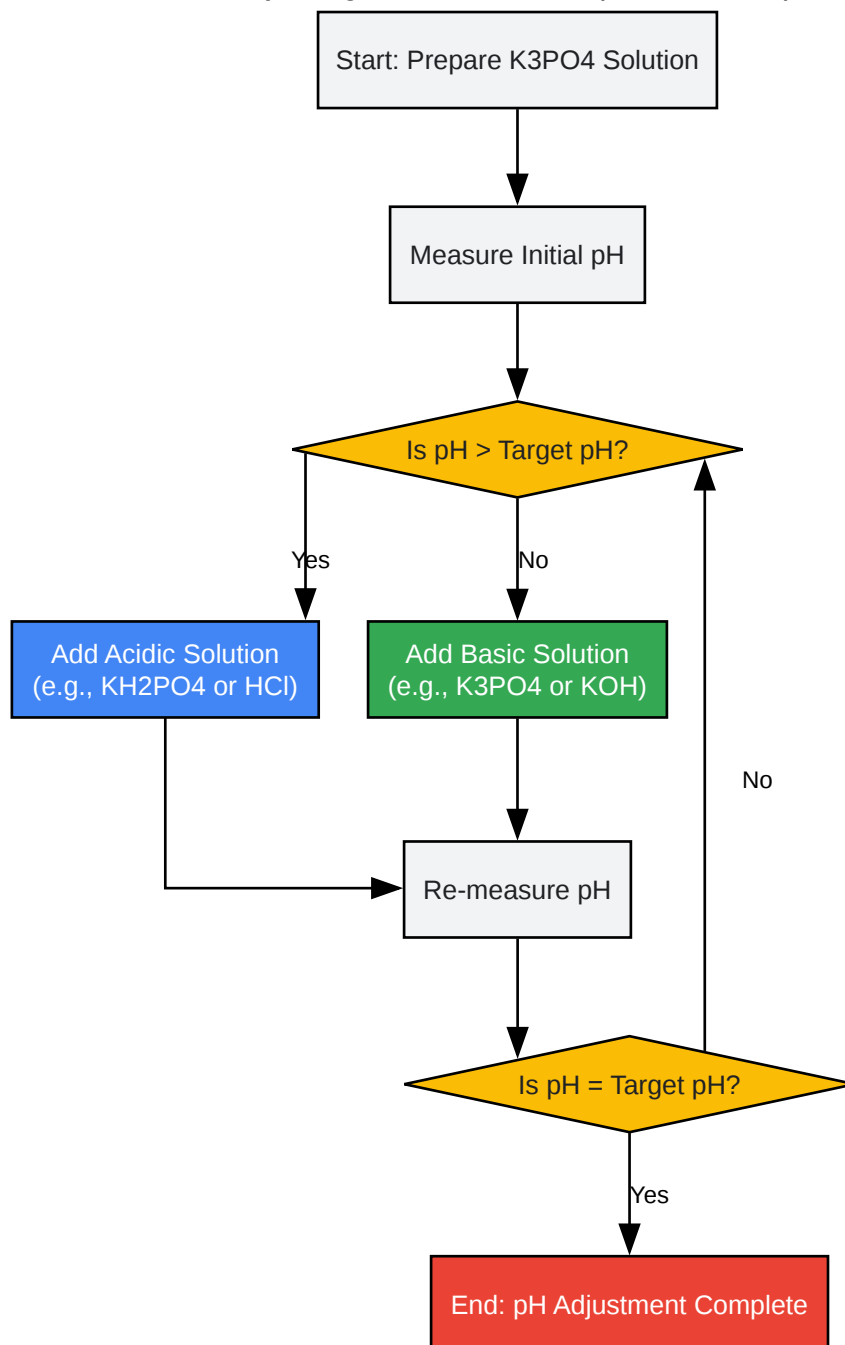 Start: Prepare K3PO4 Solution
Measure Initial pH
Is pH > Target pH?
Yes
No
Add Acidic Solution
(e.g., KH2PO4 or HCl)
Add Basic Solution
(e.g., K3PO4 or KOH)
No
Re-measure pH
Is pH = Target pH?
Yes
End: pH Adjustment Complete